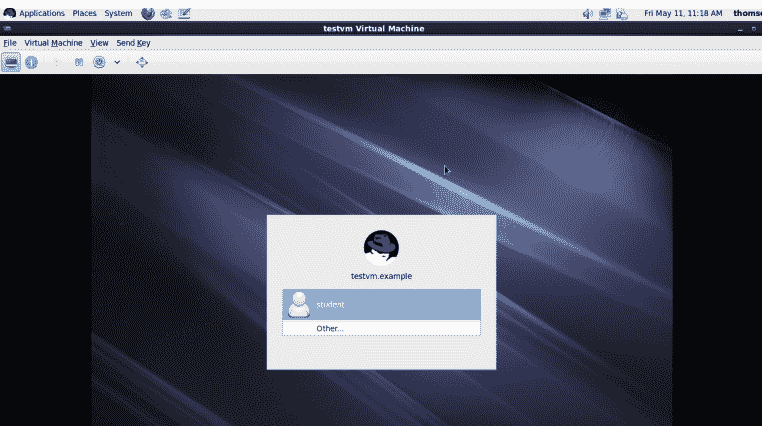 Applications Places System Fri May 11, 11:18 AM
testvm Virtual Machine
File Virtual Machine View Send Key
testvm.example
student
Other...